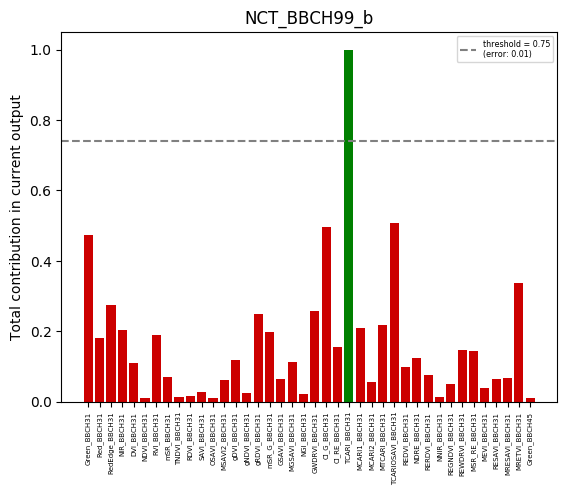 NCT_BBCH99_b
threshold = 0.75
(error: 0.01)
Total contribution in current output
1.0
0.8
0.6
0.4
0.2
0.0
Green_BBCH31
Red_BBCH31
RedEdge_BBCH31
NIR_BBCH31
DVI_BBCH31
NDVI_BBCH31
RVI_BBCH31
mSR_BBCH31
TNDVI_BBCH31
RDVI_BBCH31
SAVI_BBCH31
OSAVI_BBCH31
MSAVI2_BBCH31
gDVI_BBCH31
gNDVI_BBCH31
gRDVI_BBCH31
mSR_G_BBCH31
GSAVI_BBCH31
MGSAVI_BBCH31
NGI_BBCH31
GWDRVI_BBCH31
CI_G_BBCH31
CI_RE_BBCH31
TCARI_BBCH31
MCARI1_BBCH31
MCARI2_BBCH31
MTCARI_BBCH31
TCARIOSAVI_BBCH31
REDVI_BBCH31
NDRE_BBCH31
RERDVI_BBCH31
NNIR_BBCH31
REGNDVI_BBCH31
REWDRVI_BBCH31
MSR_RE_BBCH31
MEVI_BBCH31
RESAVI_BBCH31
MRESAVI_BBCH31
MRETVI_BBCH31
Green_BBCH45